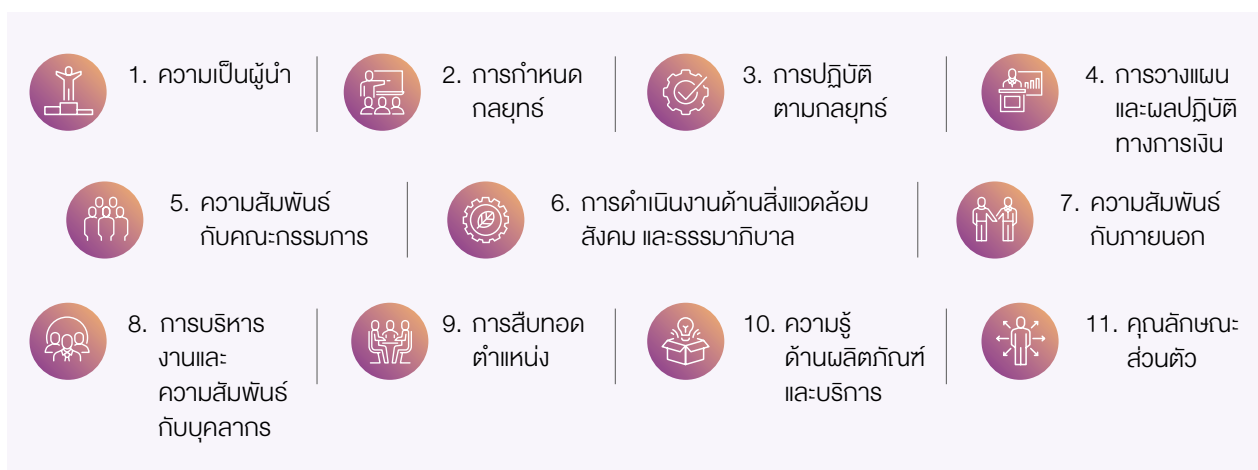 1. ความเป็นผู้นำ
2. การกำหนด
กลยุทธ์
3. การปฏิบัติ
ตามกลยุทธ์
4. การวางแผน
และผลปฏิบัติ
ทางการเงิน
5. ความสัมพันธ์
กับคณะกรรมการ
6. การดำเนินงานด้านสิ่งแวดล้อม
สังคม และธรรมาภิบาล
7. ความสัมพันธ์
กับภายนอก
8. การบริหาร
งานและ
ความสัมพันธ์
กับบุคลากร
9. การสืบทอด
ตำแหน่ง
10. ความรู้
ด้านผลิตภัณฑ์
และบริการ
11. คุณลักษณะ
ส่วนตัว